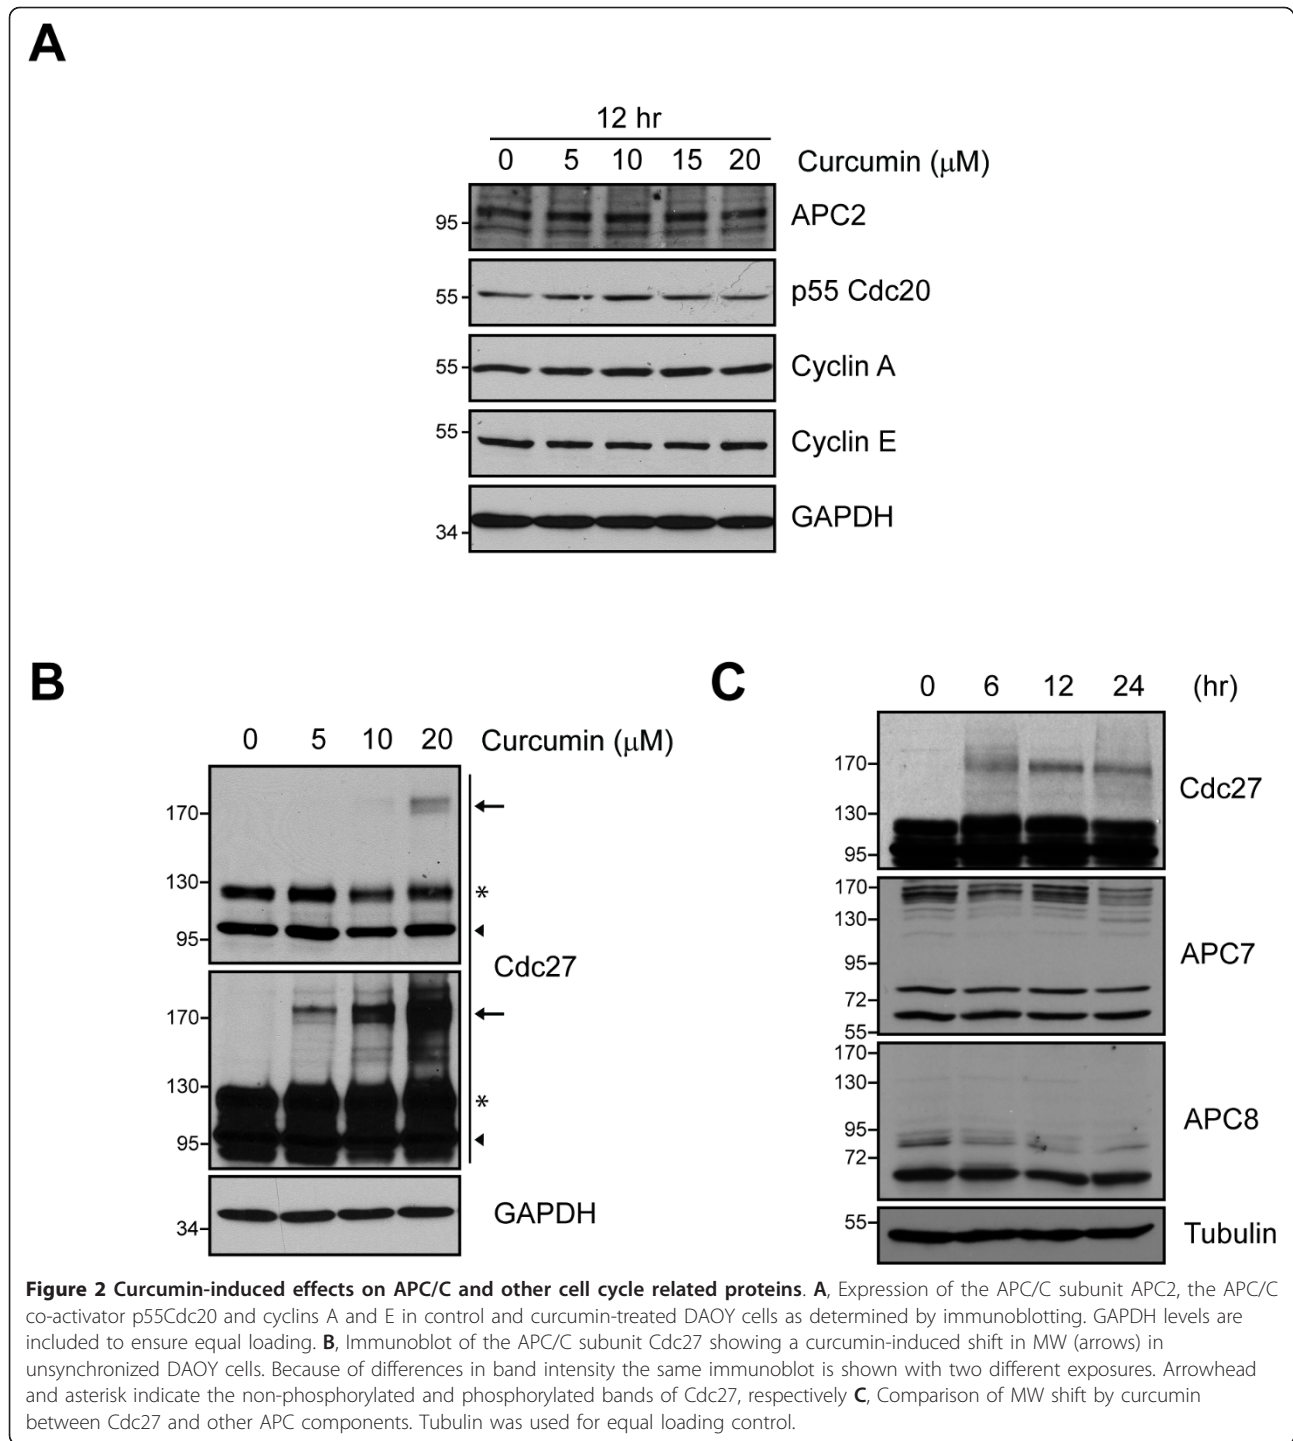 A
12 hr
0 5 10 15 20 Curcumin (μM)
95 APC2
55 p55 Cdc20
55 Cyclin A
55 Cyclin E
34 GAPDH
B
0 5 10 20 Curcumin (μM)
170
130 *
95
Cdc27
170
130 *
95
34 GAPDH
C
0 6 12 24 (hr)
170
Cdc27
130
95
170
130
APC7
95
72
55
170
130
APC8
95
72
55 Tubulin
Figure 2 Curcumin-induced effects on APC/C and other cell cycle related proteins. A, Expression of the APC/C subunit APC2, the APC/C
co-activator p55Cdc20 and cyclins A and E in control and curcumin-treated DAOY cells as determined by immunoblotting. GAPDH levels are
included to ensure equal loading. B, Immunoblot of the APC/C subunit Cdc27 showing a curcumin-induced shift in MW (arrows) in
unsynchronized DAOY cells. Because of differences in band intensity the same immunoblot is shown with two different exposures. Arrowhead
and asterisk indicate the non-phosphorylated and phosphorylated bands of Cdc27, respectively C, Comparison of MW shift by curcumin
between Cdc27 and other APC components. Tubulin was used for equal loading control.